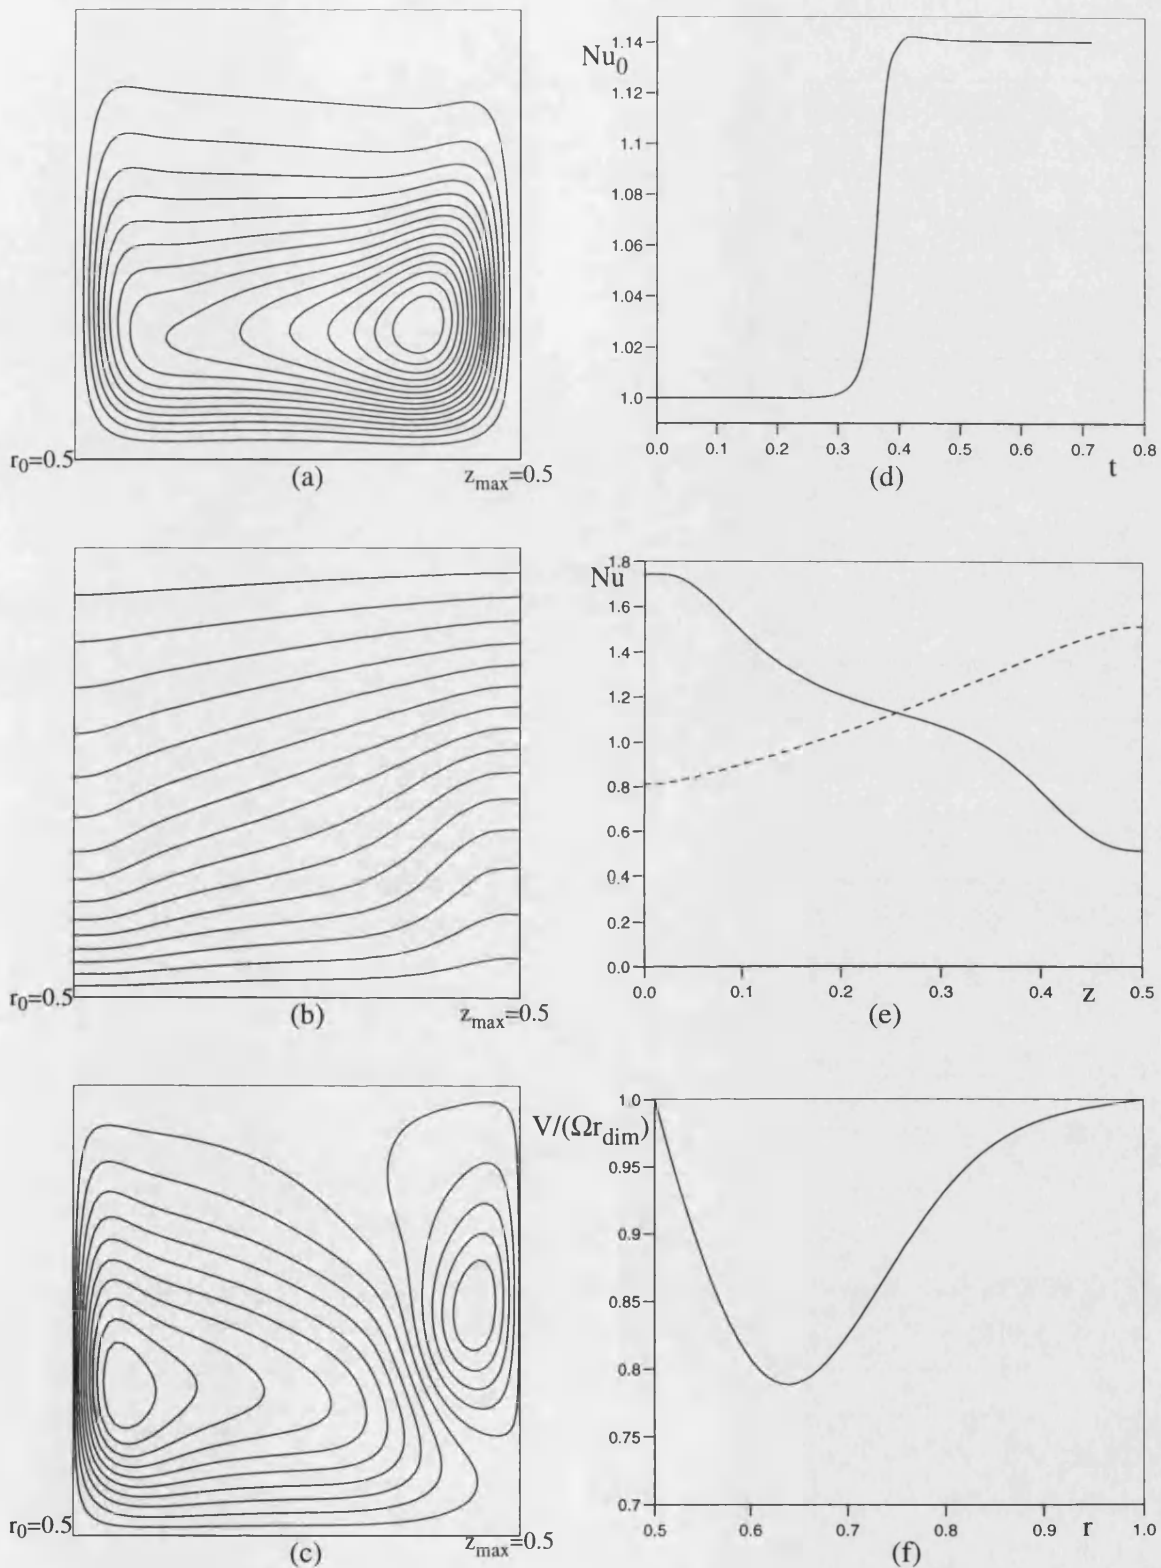 r0=0.5
(a)
zmax=0.5
Nu0
1.14
1.12
1.1
1.08
1.06
1.04
1.02
1.0
0.0 0.1 0.2 0.3 0.4 0.5 0.6 0.7 0.8
(d)
t
r0=0.5
(b)
zmax=0.5
Nu
1.8
1.6
1.4
1.2
1.0
0.8
0.6
0.4
0.2
0.0
0.0 0.1 0.2 0.3 0.4 z 0.5
(e)
r0=0.5
(c)
zmax=0.5
V/(Ωrdim)
1.0
0.95
0.9
0.85
0.8
0.75
0.7
0.5 0.6 0.7 0.8 0.9 r 1.0
(f)